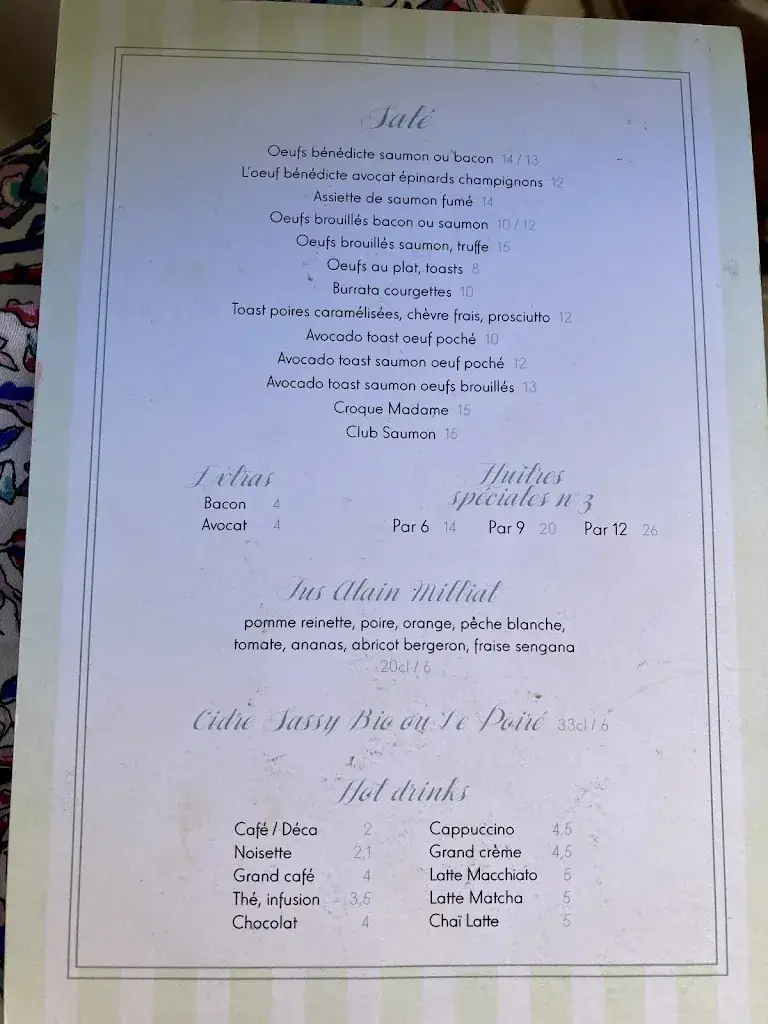 Salé
Oeufs bénédicte saumon ou bacon 14 / 13
L'oeuf bénédicte avocat épinards champignons 12
Assiette de saumon fumé 14
Oeufs brouillés bacon ou saumon 10 / 12
Oeufs brouillés saumon, truffe 15
Oeufs au plat, toasts 8
Burrata courgettes 10
Toast poires caramélisées, chèvre frais, prosciutto 12
Avocado toast oeuf poché 10
Avocado toast saumon oeuf poché 12
Avocado toast saumon oeufs brouillés 13
Croque Madame 15
Club Saumon 15
Extras
Bacon 4
Avocat 4
Huîtres
spéciales n°3
Par 6 14 Par 9 20 Par 12 26
Jus Alain Milliat
pomme reinette, poire, orange, pêche blanche,
tomate, ananas, abricot bergeron, fraise sengana
20cl / 6
Cidre Sassy Bio ou Le Poiré 33cl / 6
Hot drinks
Café / Déca 2 Cappuccino 4,5
Noisette 2,1 Grand crème 4,5
Grand café 4 Latte Macchiato 5
Thé, infusion 3,5 Latte Matcha 5
Chocolat 4 Chaï Latte 5